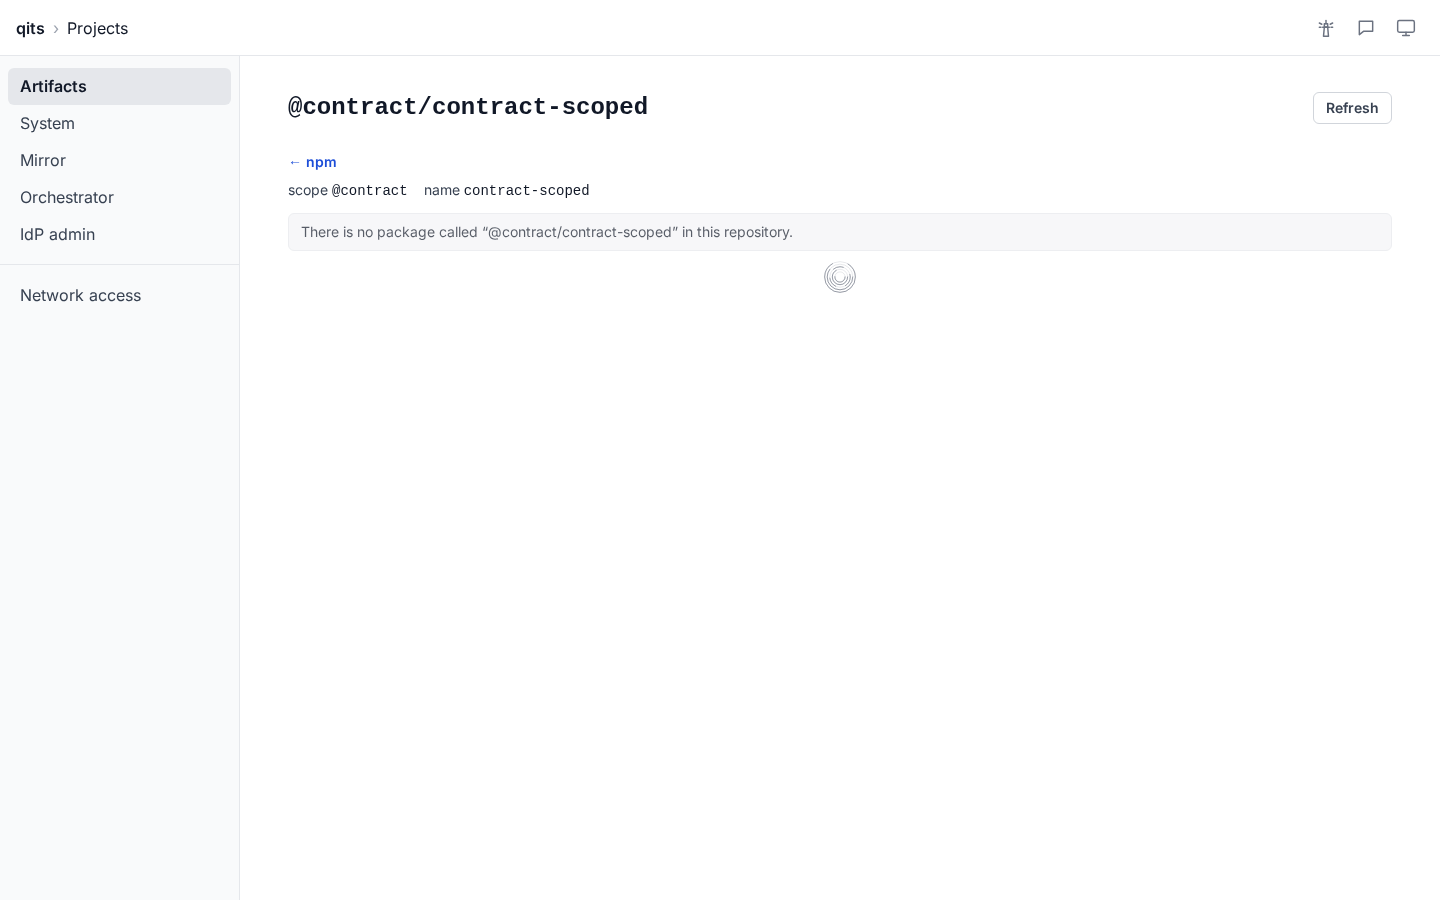 qits › Projects
Artifacts
System
Mirror
Orchestrator
IdP admin
Network access
@contract/contract-scoped
Refresh
← npm
scope @contract name contract-scoped
There is no package called “@contract/contract-scoped” in this repository.